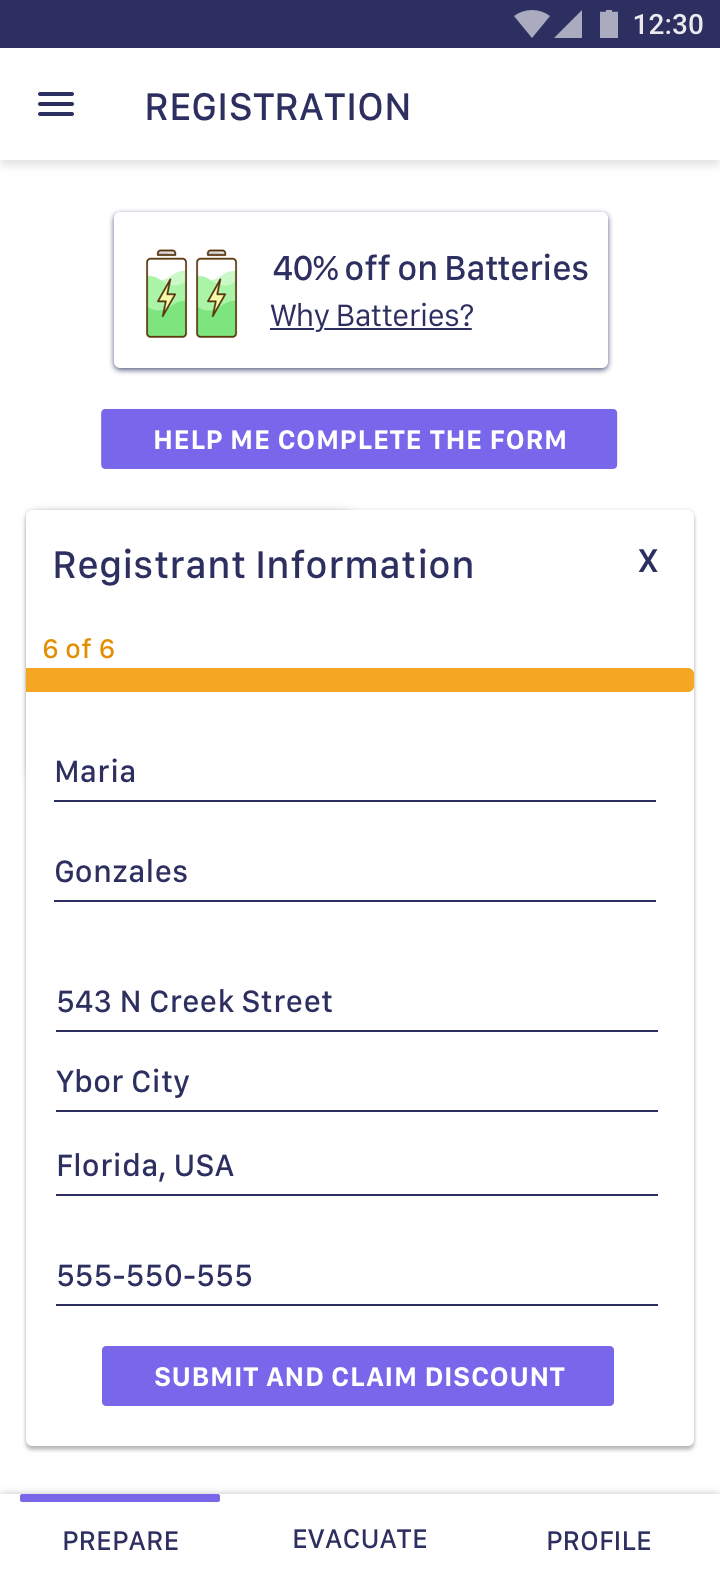 12:30
REGISTRATION
40% off on Batteries
Why Batteries?
HELP ME COMPLETE THE FORM
Registrant Information
X
6 of 6
Maria
Gonzales
543 N Creek Street
Ybor City
Florida, USA
555-550-555
SUBMIT AND CLAIM DISCOUNT
PREPARE
EVACUATE
PROFILE